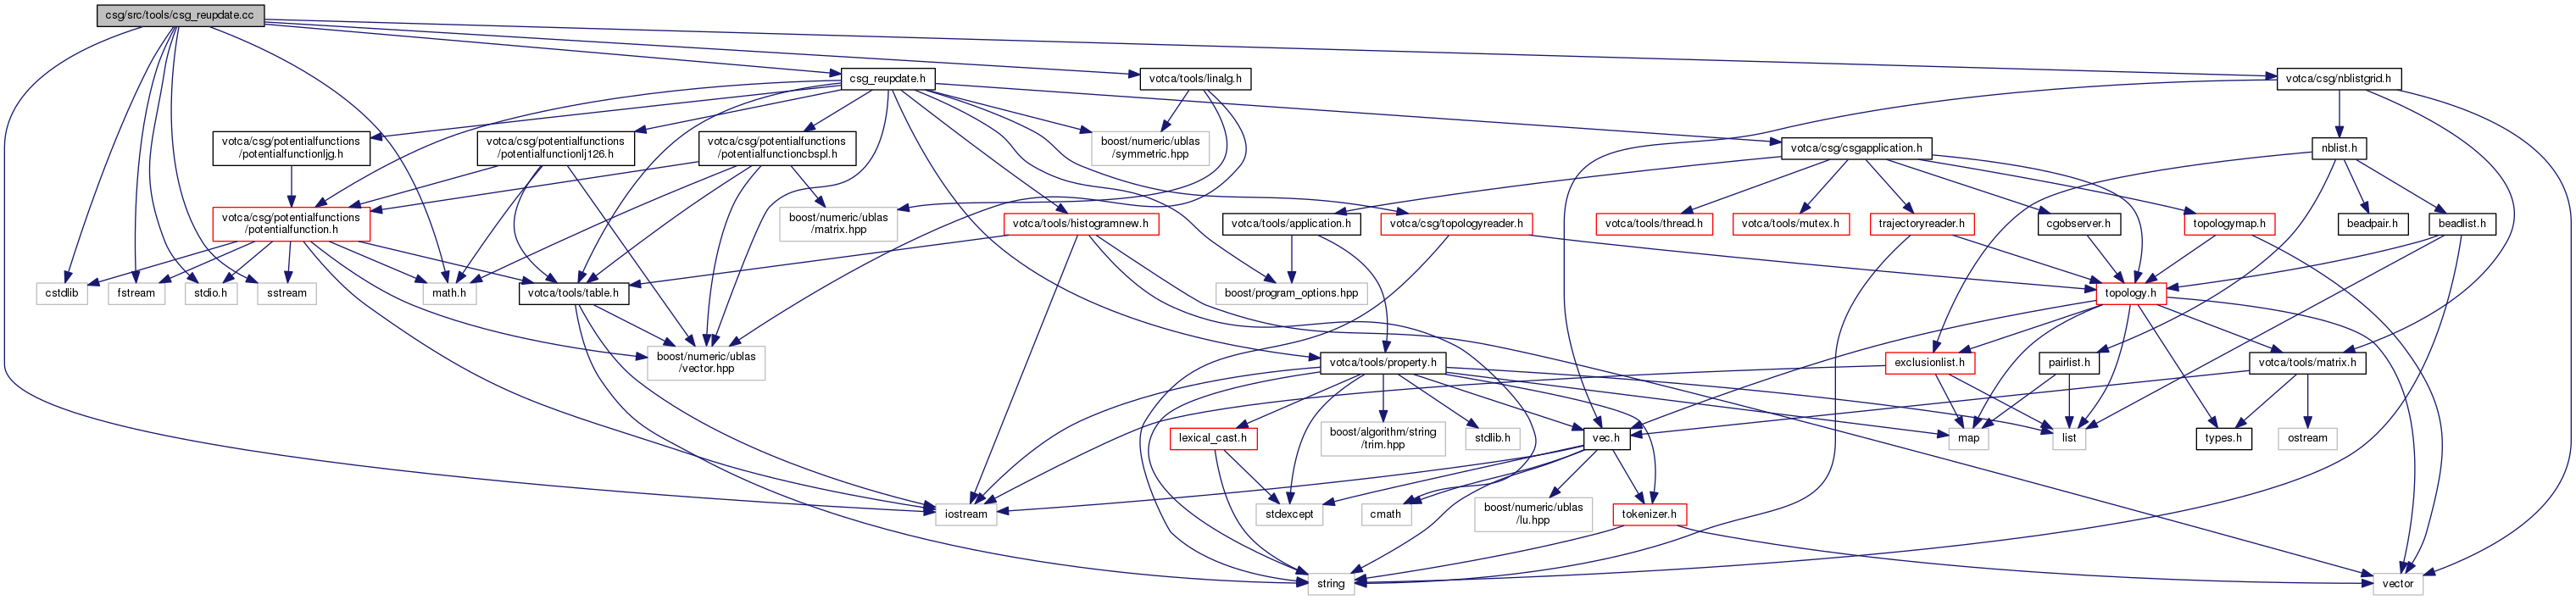 csg/src/tools/csg_reupdate.cc
csg_reupdate.h
votca/tools/linalg.h
votca/csg/nblistgrid.h
votca/csg/potentialfunctions
/potentialfunctionljg.h
votca/csg/potentialfunctions
/potentialfunctionlj126.h
votca/csg/potentialfunctions
/potentialfunctioncbspl.h
boost/numeric/ublas
/symmetric.hpp
votca/csg/csgapplication.h
nblist.h
votca/csg/potentialfunctions
/potentialfunction.h
boost/numeric/ublas
/matrix.hpp
votca/tools/histogramnew.h
votca/tools/application.h
votca/csg/topologyreader.h
votca/tools/thread.h
votca/tools/mutex.h
trajectoryreader.h
cgobserver.h
topologymap.h
beadpair.h
beadlist.h
cstdlib
fstream
stdio.h
sstream
math.h
votca/tools/table.h
boost/program_options.hpp
topology.h
boost/numeric/ublas
/vector.hpp
votca/tools/property.h
exclusionlist.h
pairlist.h
votca/tools/matrix.h
lexical_cast.h
boost/algorithm/string
/trim.hpp
stdlib.h
vec.h
map
list
types.h
ostream
iostream
stdexcept
cmath
boost/numeric/ublas
/lu.hpp
tokenizer.h
string
vector